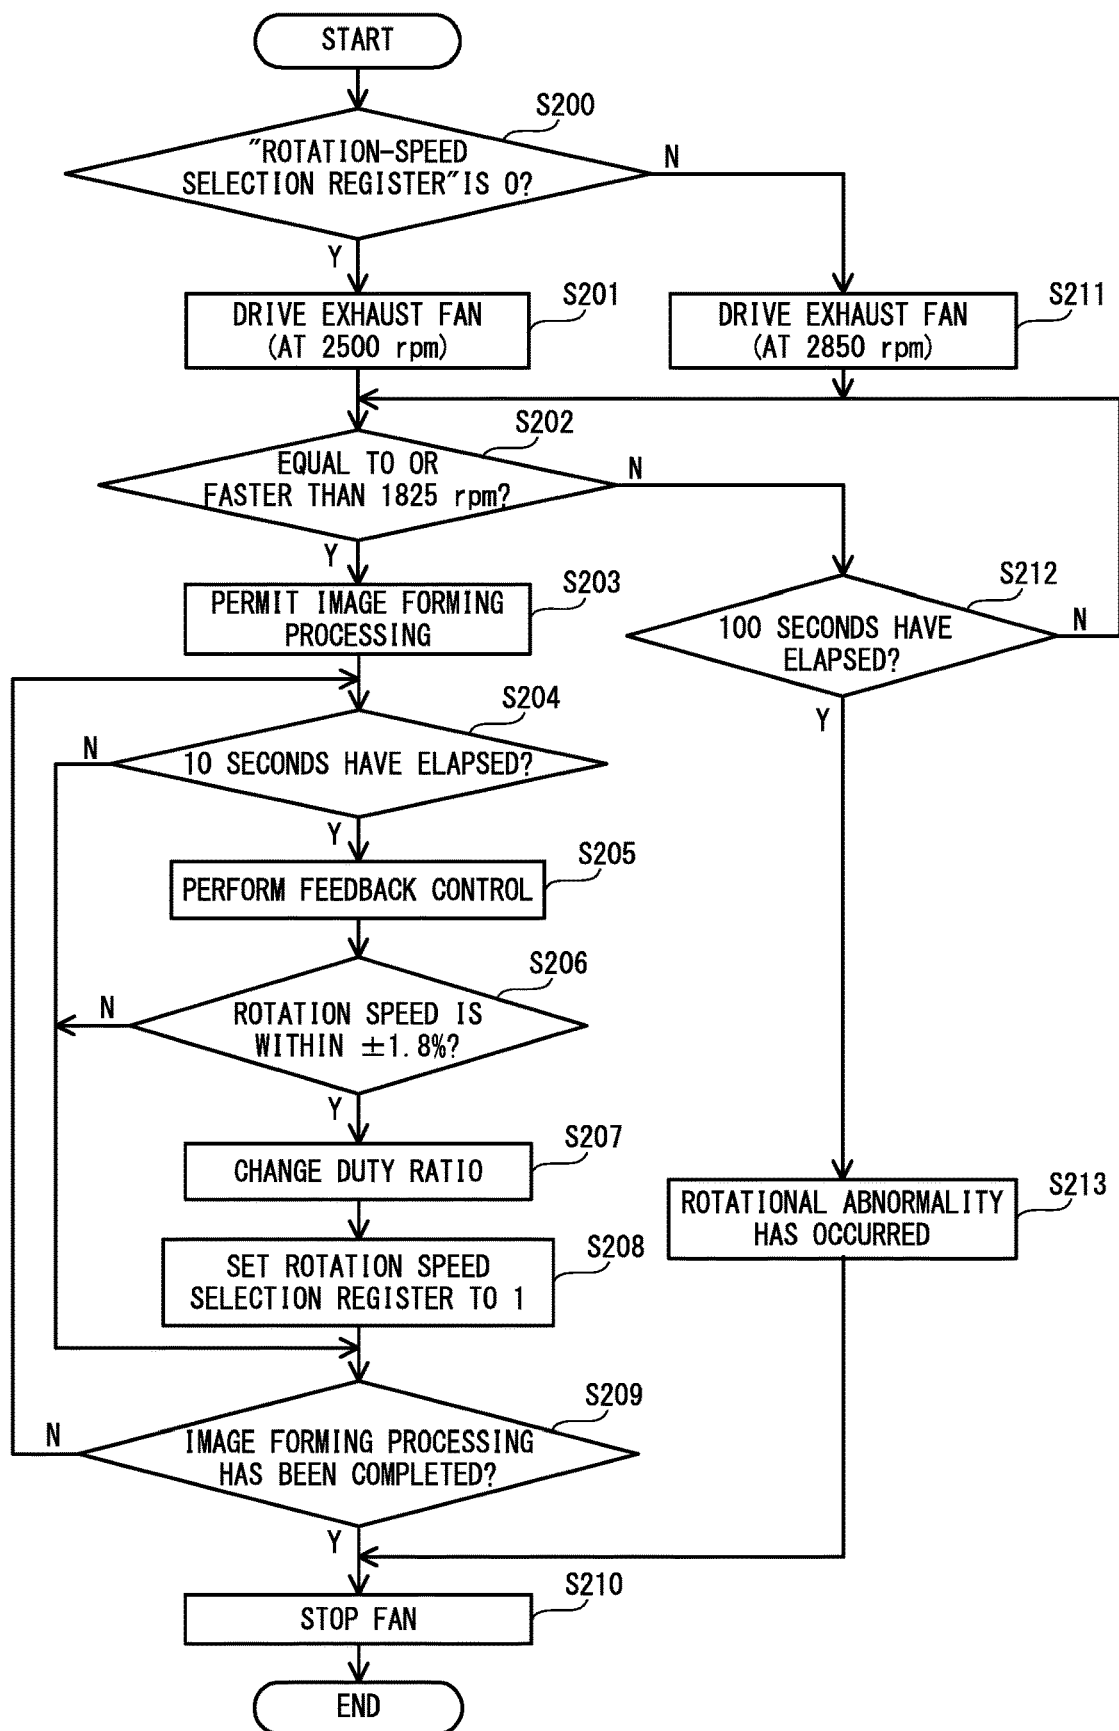 START
S200
"ROTATION-SPEED
SELECTION REGISTER" IS 0?
N
Y
S201
DRIVE EXHAUST FAN
(AT 2500 rpm)
S211
DRIVE EXHAUST FAN
(AT 2850 rpm)
S202
EQUAL TO OR
FASTER THAN 1825 rpm?
N
Y
S203
PERMIT IMAGE FORMING
PROCESSING
S212
100 SECONDS HAVE
ELAPSED?
N
Y
S204
10 SECONDS HAVE ELAPSED?
N
Y
S205
PERFORM FEEDBACK CONTROL
S206
ROTATION SPEED IS
WITHIN ±1.8%?
N
Y
S207
CHANGE DUTY RATIO
S213
ROTATIONAL ABNORMALITY
HAS OCCURRED
S208
SET ROTATION SPEED
SELECTION REGISTER TO 1
S209
IMAGE FORMING PROCESSING
HAS BEEN COMPLETED?
N
Y
S210
STOP FAN
END